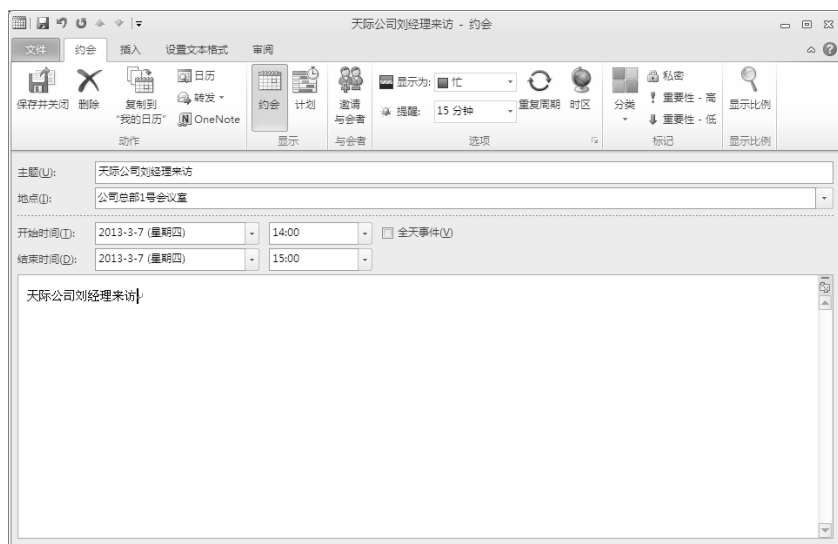 天际公司刘经理来访 - 约会
文件 约会 插入 设置文本格式 审阅
保存并关闭 删除 复制到"我的日历" 日历 转发 OneNote
约会 计划
邀请与会者
显示为: 忙
提醒: 15 分钟
重复周期 时区
分类 私密
重要性 - 高
重要性 - 低
显示比例
动作 显示 与会者 选项 标记 显示比例
主题(U): 天际公司刘经理来访
地点(I): 公司总部1号会议室
开始时间(T): 2013-3-7 (星期四) 14:00 全天事件(V)
结束时间(D): 2013-3-7 (星期四) 15:00
天际公司刘经理来访